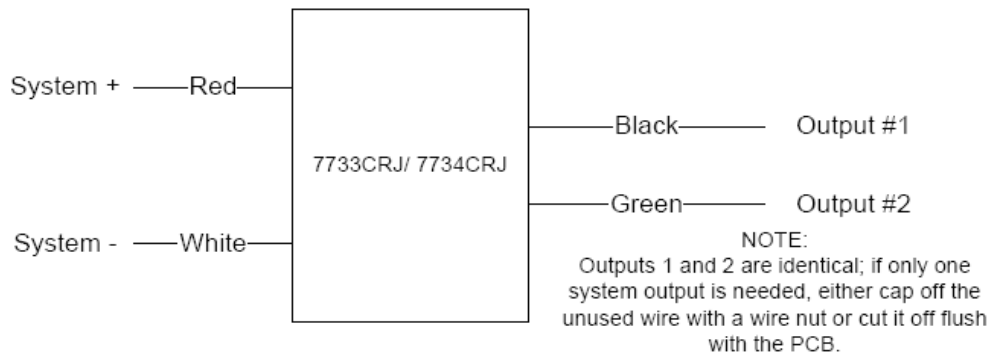 System + Red
7733CRJ/ 7734CRJ
System - White
Black Output #1
Green Output #2
NOTE:
Outputs 1 and 2 are identical; if only one
system output is needed, either cap off the
unused wire with a wire nut or cut it off flush
with the PCB.